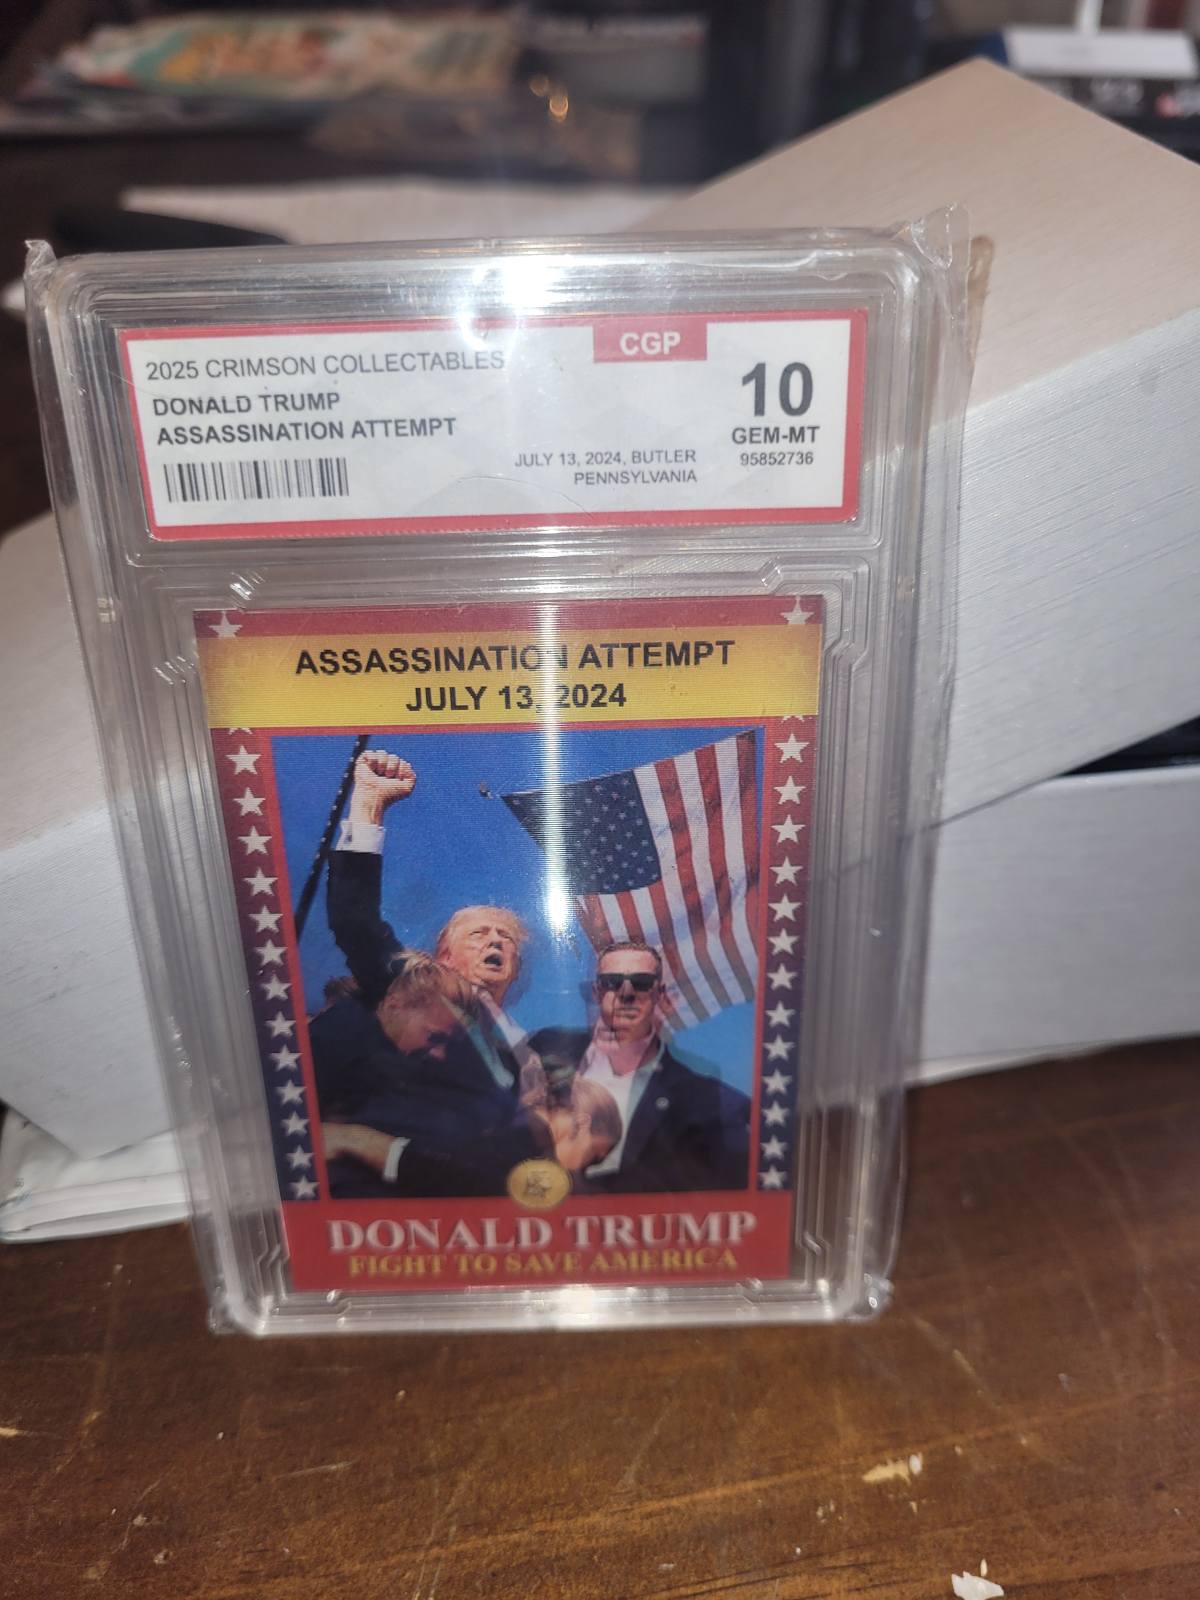 2025 CRIMSON COLLECTABLES
CGP
DONALD TRUMP
ASSASSINATION ATTEMPT
10
GEM-MT
95852736
JULY 13, 2024, BUTLER
PENNSYLVANIA
ASSASSINATION ATTEMPT
JULY 13, 2024
DONALD TRUMP
FIGHT TO SAVE AMERICA